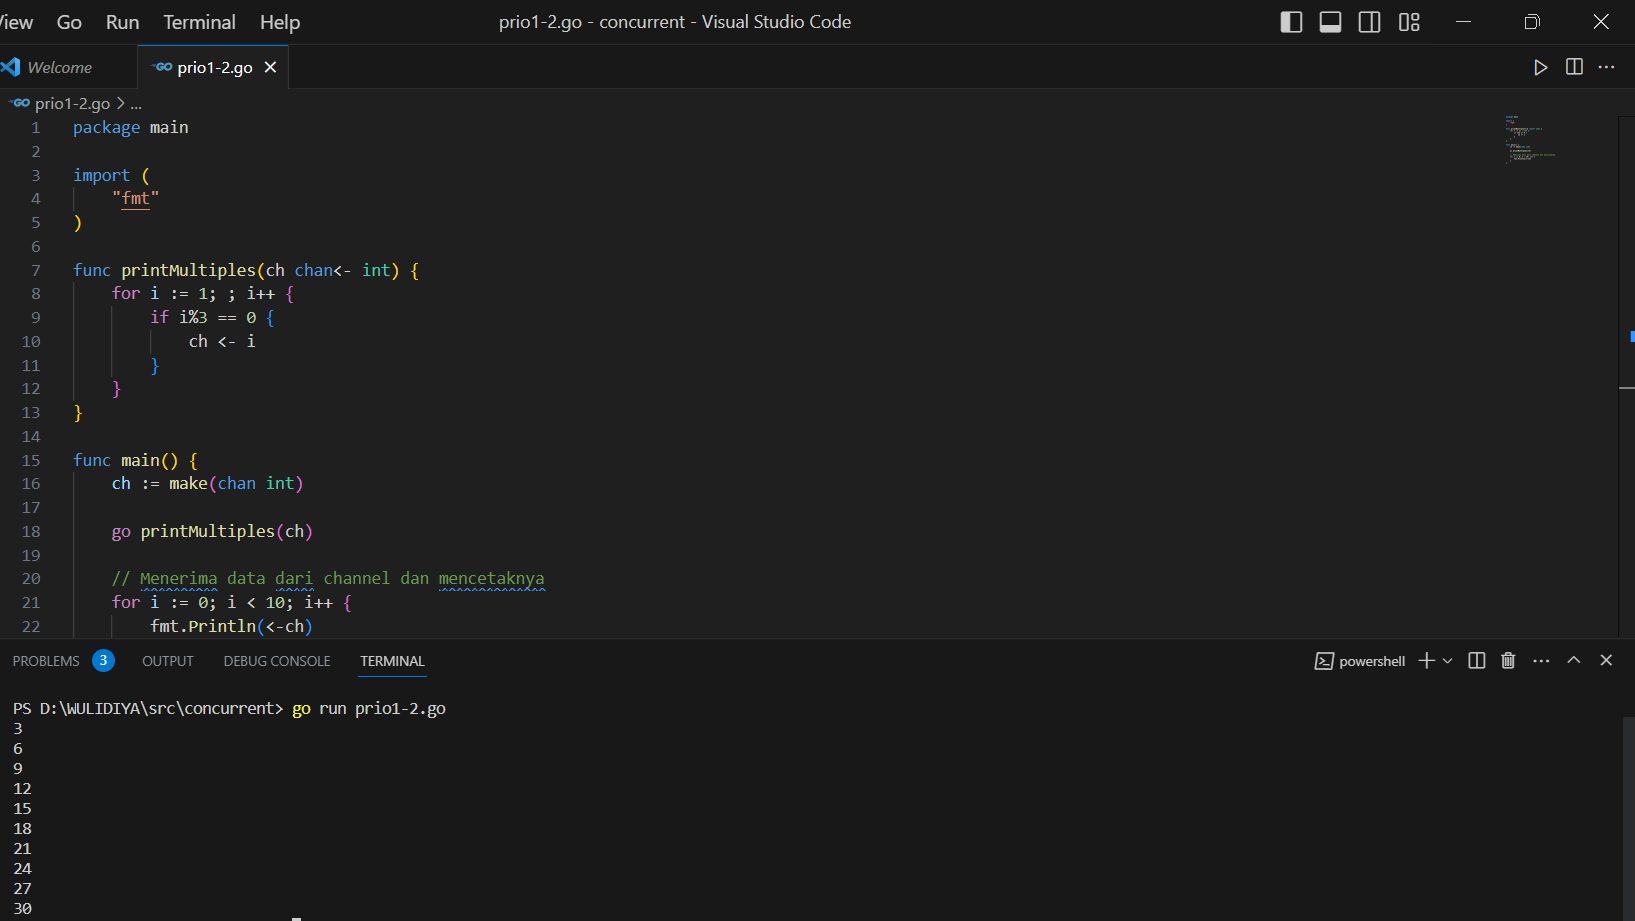 View Go Run Terminal Help prio1-2.go - concurrent - Visual Studio Code
Welcome GO prio1-2.go
GO prio1-2.go > ...
1 package main
2
3 import (
4 "fmt"
5 )
6
7 func printMultiples(ch chan<- int) {
8 for i := 1; ; i++ {
9 if i%3 == 0 {
10 ch <- i
11 }
12 }
13 }
14
15 func main() {
16 ch := make(chan int)
17
18 go printMultiples(ch)
19
20 // Menerima data dari channel dan mencetaknya
21 for i := 0; i < 10; i++ {
22 fmt.Println(<-ch)
PROBLEMS 3 OUTPUT DEBUG CONSOLE TERMINAL powershell
PS D:\WULIDIYA\src\concurrent> go run prio1-2.go
3
6
9
12
15
18
21
24
27
30